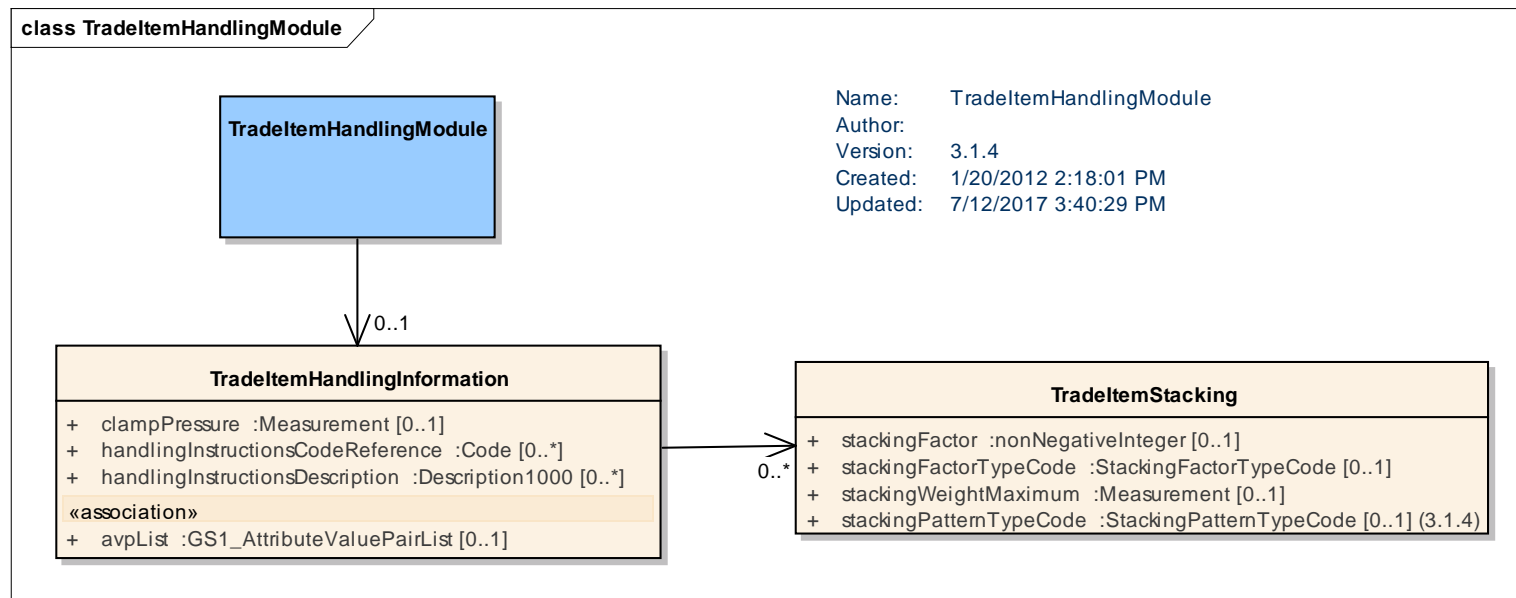 class TradeItemHandlingModule
TradeItemHandlingModule
Name: TradeItemHandlingModule
Author:
Version: 3.1.4
Created: 1/20/2012 2:18:01 PM
Updated: 7/12/2017 3:40:29 PM
0..1
TradeItemHandlingInformation
+ clampPressure :Measurement [0..1]
+ handlingInstructionsCodeReference :Code [0..*]
+ handlingInstructionsDescription :Description1000 [0..*]
«association»
+ avpList :GS1_AttributeValuePairList [0..1]
0..*
TradeItemStacking
+ stackingFactor :nonNegativeInteger [0..1]
+ stackingFactorTypeCode :StackingFactorTypeCode [0..1]
+ stackingWeightMaximum :Measurement [0..1]
+ stackingPatternTypeCode :StackingPatternTypeCode [0..1] (3.1.4)